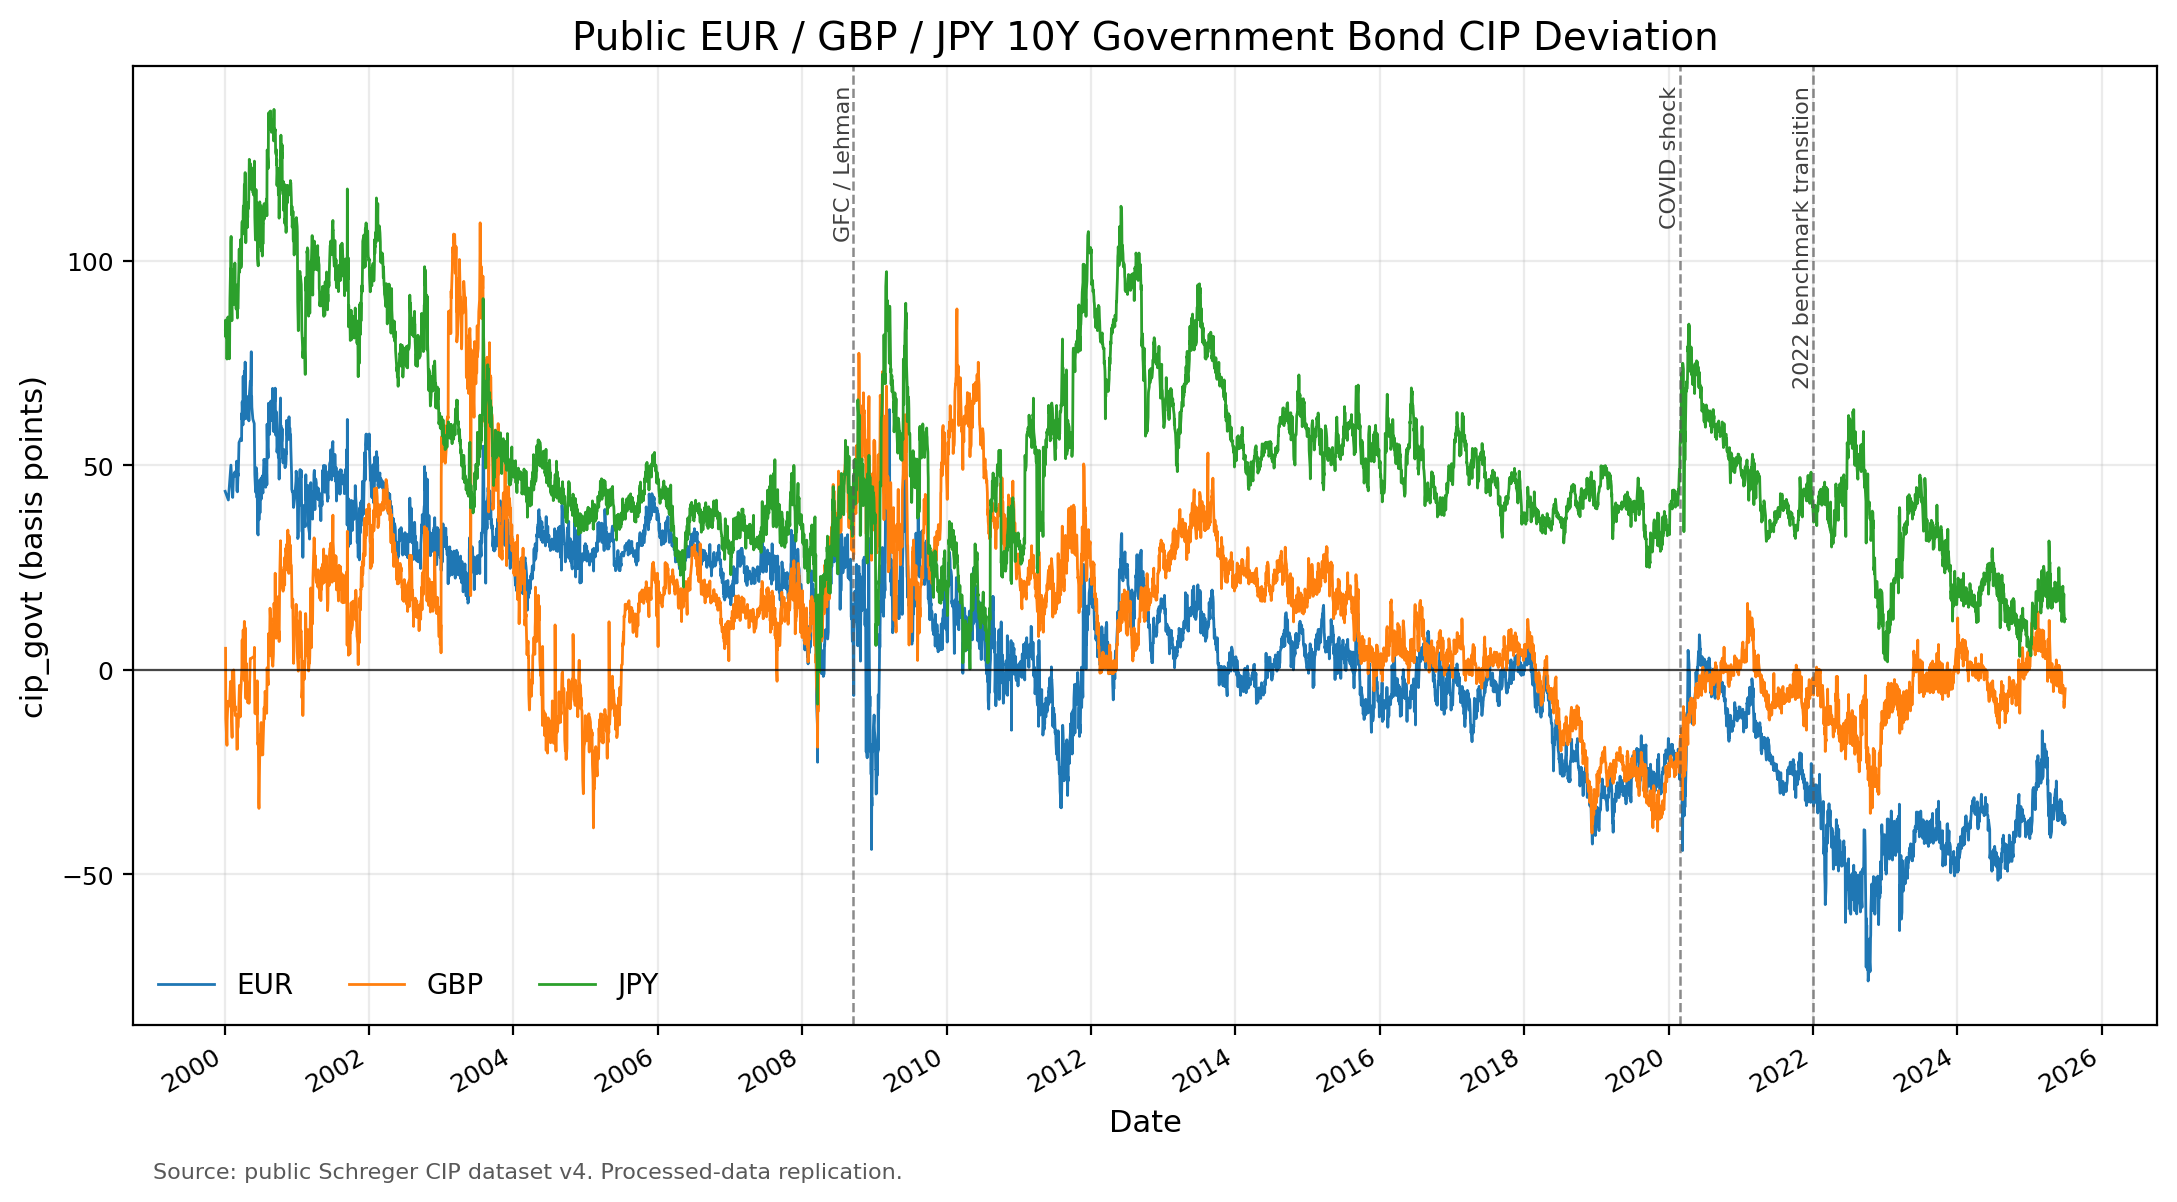 Public EUR / GBP / JPY 10Y Government Bond CIP Deviation
cip_govt (basis points)
100
50
0
−50
GFC / Lehman
COVID shock
2022 benchmark transition
EUR
GBP
JPY
2000
2002
2004
2006
2008
2010
2012
2014
2016
2018
2020
2022
2024
2026
Date
Source: public Schreger CIP dataset v4. Processed-data replication.